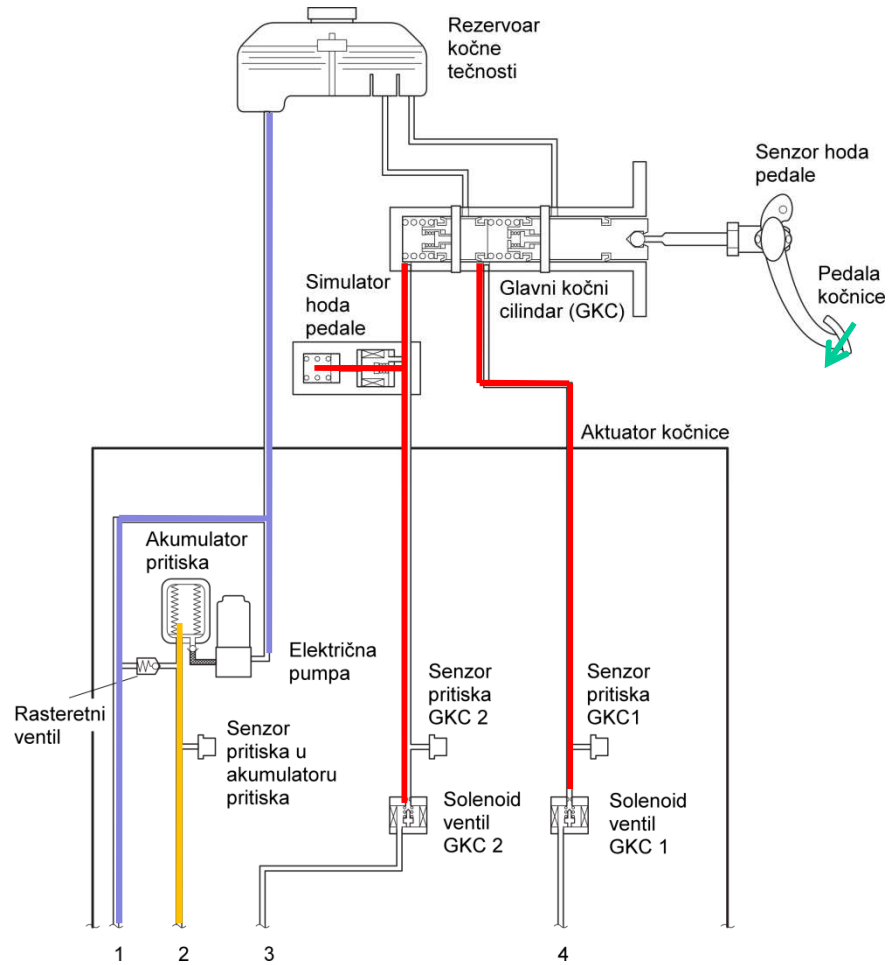 Rezervoar
kočne
tečnosti
Senzor hoda
pedale
Pedala
kočnice
Simulator
hoda
pedale
Glavni kočni
cilindar (GKC)
Aktuator kočnice
Akumulator
pritiska
Električna
pumpa
Rasteretni
ventil
Senzor
pritiska u
akumulatoru
pritiska
Senzor
pritiska
GKC 2
Senzor
pritiska
GKC1
Solenoid
ventil
GKC 2
Solenoid
ventil
GKC 1
1
2
3
4